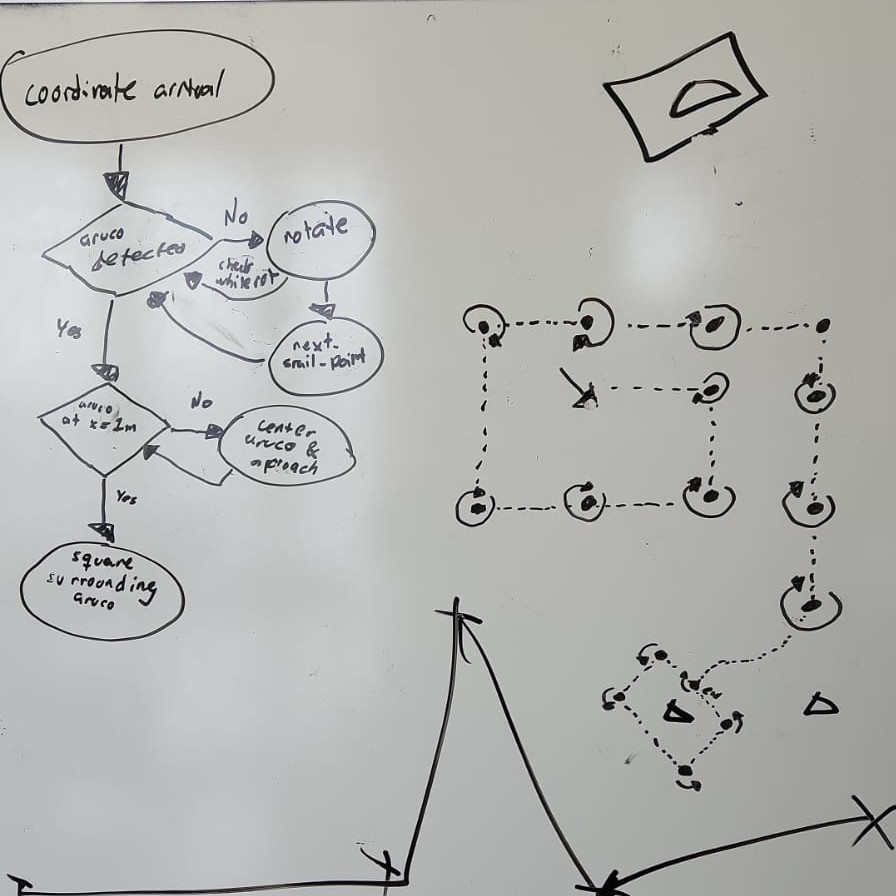 coordinate arrival
aruco
detected
No
rotate
check
while rot
Yes
next-
snail-point
aruco
at x=1m
No
center
aruco &
aproach
Yes
square
surrounding
aruco